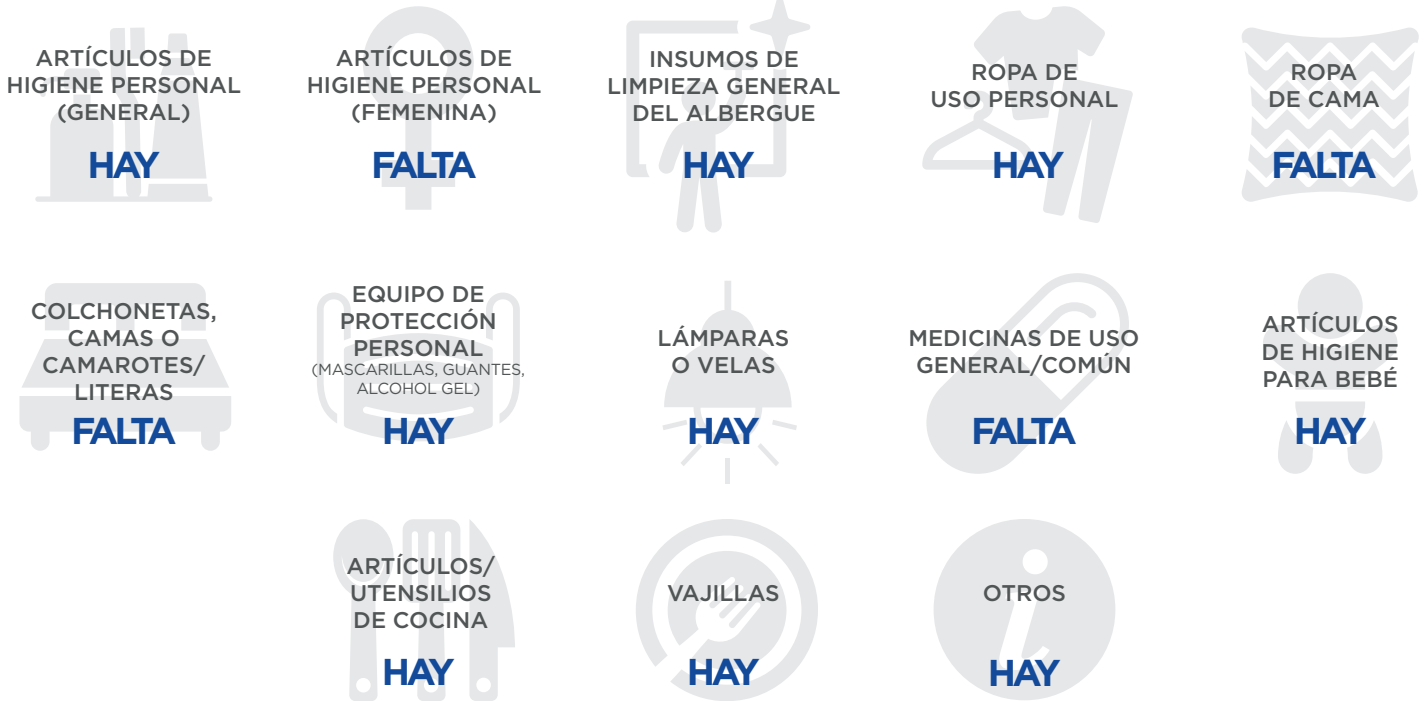 ARTÍCULOS DE
HIGIENE PERSONAL
(GENERAL)
HAY
ARTÍCULOS DE
HIGIENE PERSONAL
(FEMENINA)
FALTA
INSUMOS DE
LIMPIEZA GENERAL
DEL ALBERGUE
HAY
ROPA DE
USO PERSONAL
HAY
ROPA
DE CAMA
FALTA
COLCHONETAS,
CAMAS O
CAMAROTES/
LITERAS
FALTA
EQUIPO DE
PROTECCIÓN
PERSONAL
(MASCARILLAS, GUANTES,
ALCOHOL GEL)
HAY
LÁMPARAS
O VELAS
HAY
MEDICINAS DE USO
GENERAL/COMÚN
FALTA
ARTÍCULOS
DE HIGIENE
PARA BEBÉ
HAY
ARTÍCULOS/
UTENSILIOS
DE COCINA
HAY
VAJILLAS
HAY
OTROS
HAY